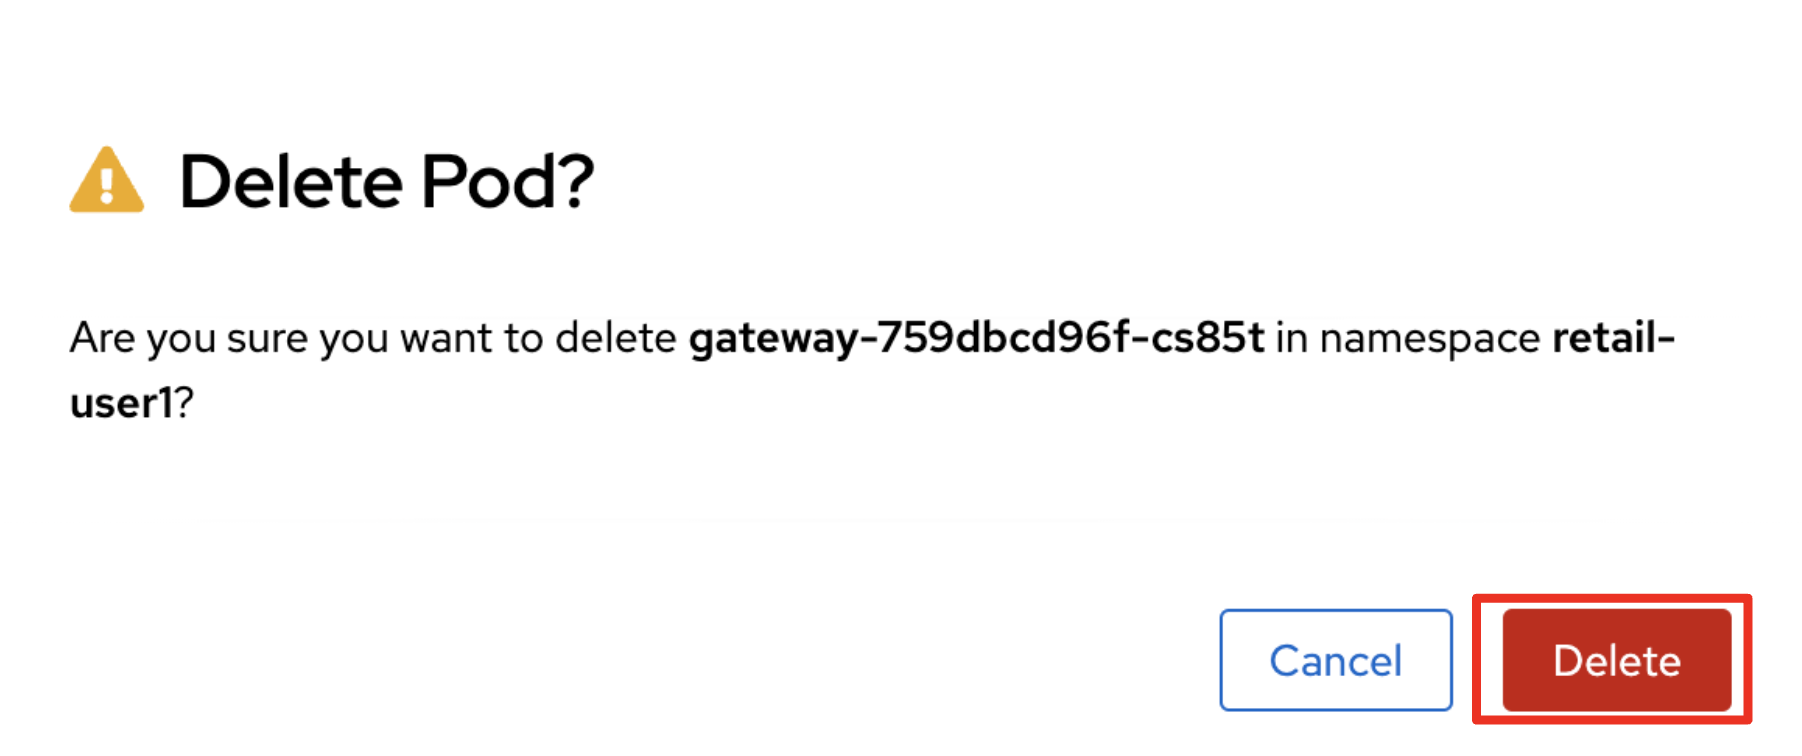 Delete Pod?
Are you sure you want to delete gateway-759dbcd96f-cs85t in namespace retail-
user1?
Cancel
Delete